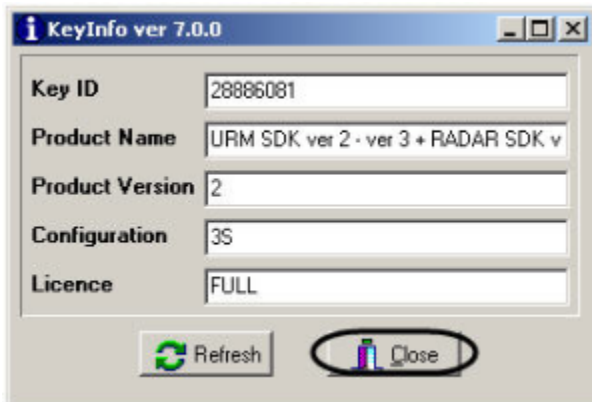 KeyInfo ver 7.0.0
Key ID 28886081
Product Name URM SDK ver 2 - ver 3 + RADAR SDK v
Product Version 2
Configuration 3S
Licence FULL
Refresh Close